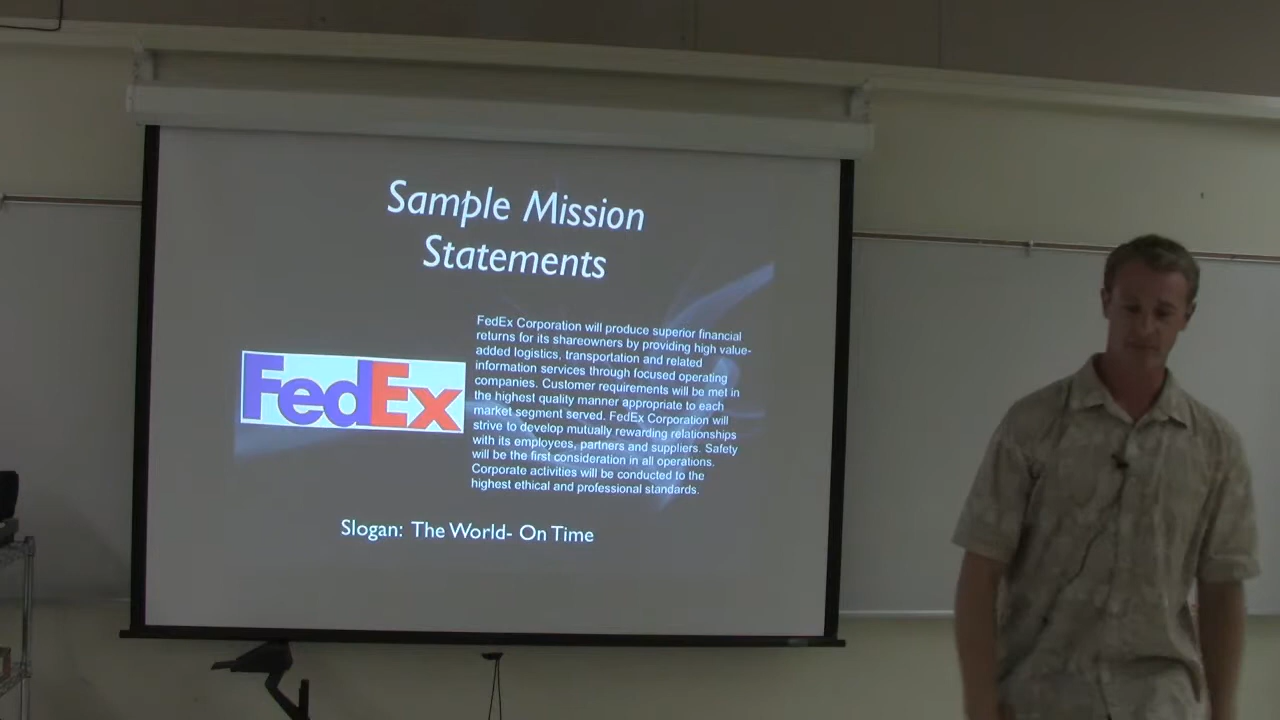 Sample Mission
Statements
FedEx Corporation will produce superior financial
returns for its shareowners by providing high value-
added logistics, transportation and related
information services through focused operating
companies. Customer requirements will be met in
the highest quality manner appropriate to each
market segment served. FedEx Corporation will
strive to develop mutually rewarding relationships
with its employees, partners and suppliers. Safety
will be the first consideration in all operations.
Corporate activities will be conducted to the
highest ethical and professional standards.
FedEx
Slogan: The World- On Time